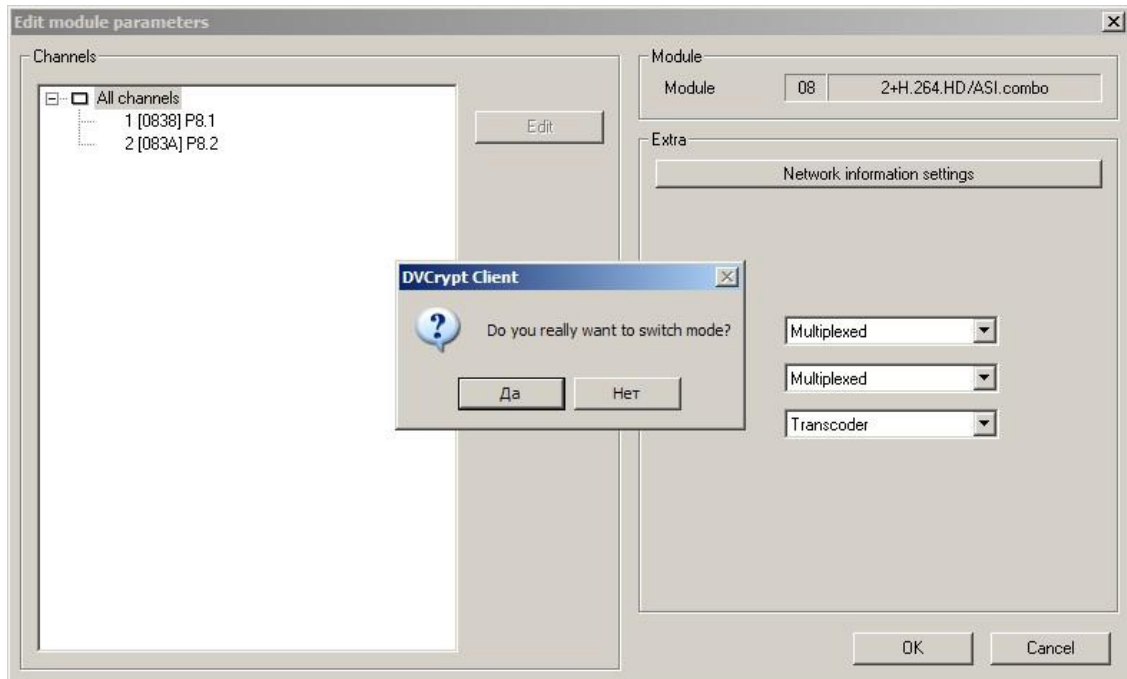 Edit module parameters
Channels
All channels
1 [0838] P8.1
2 [083A] P8.2
Edit
Module
Module 08 2+H.264.HD/ASI.combo
Extra
Network information settings
DVCrypt Client
Do you really want to switch mode?
Да Нет
Multiplexed
Multiplexed
Transcoder
OK Cancel